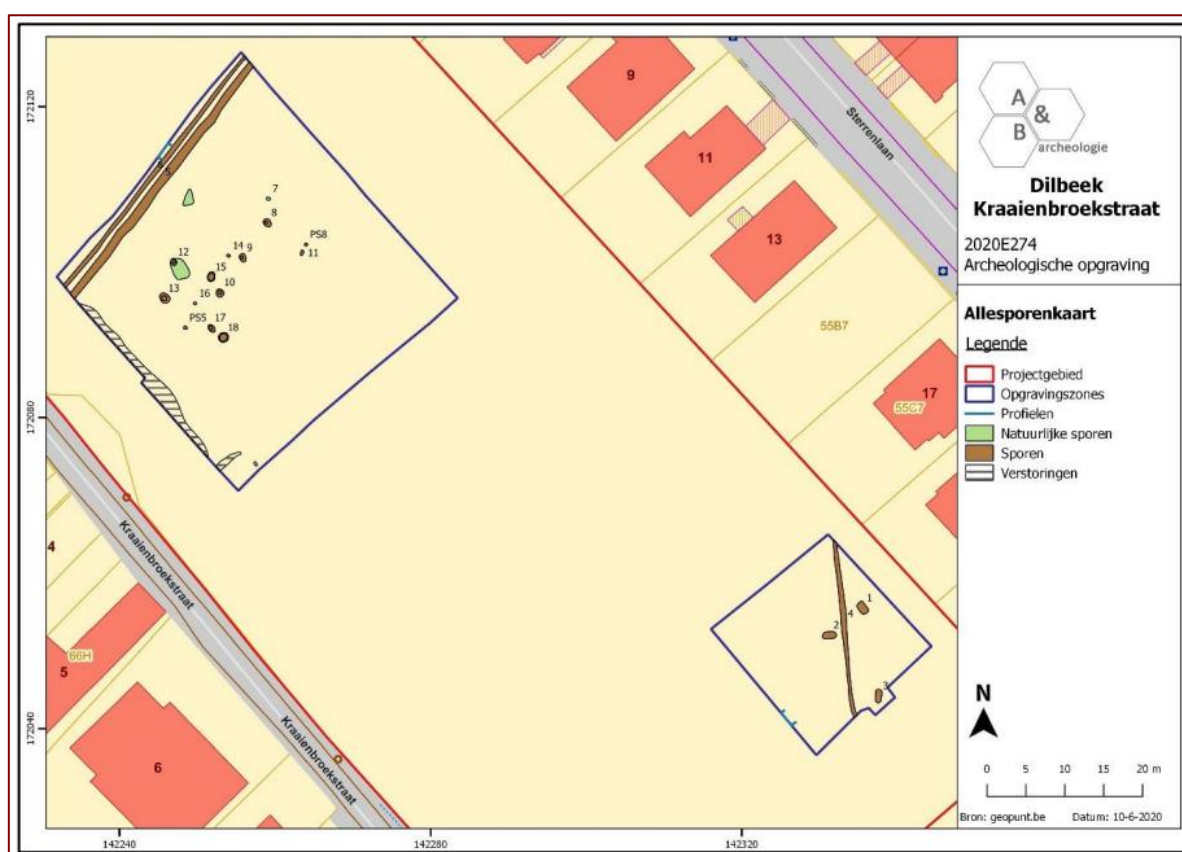 172120
172080
172040
142240
142280
142320
9
11
13
17
55B7
55C7
Sterrenlaan
5
7
8
PS8
11
14
9
12
15
10
13
16
PS5
17
18
Kraaienbroekstraat
Kraaienbroekstraat
4
66H
5
6
1
2
4
3
A
&
B
archeologie
Dilbeek
Kraaienbroekstraat
2020E274
Archeologische opgraving
Allesporenkaart
Legende
Projectgebied
Opgravingszones
Profielen
Natuurlijke sporen
Sporen
Verstoringen
N
0 5 10 15 20 m
Bron: geopunt.be Datum: 10-6-2020